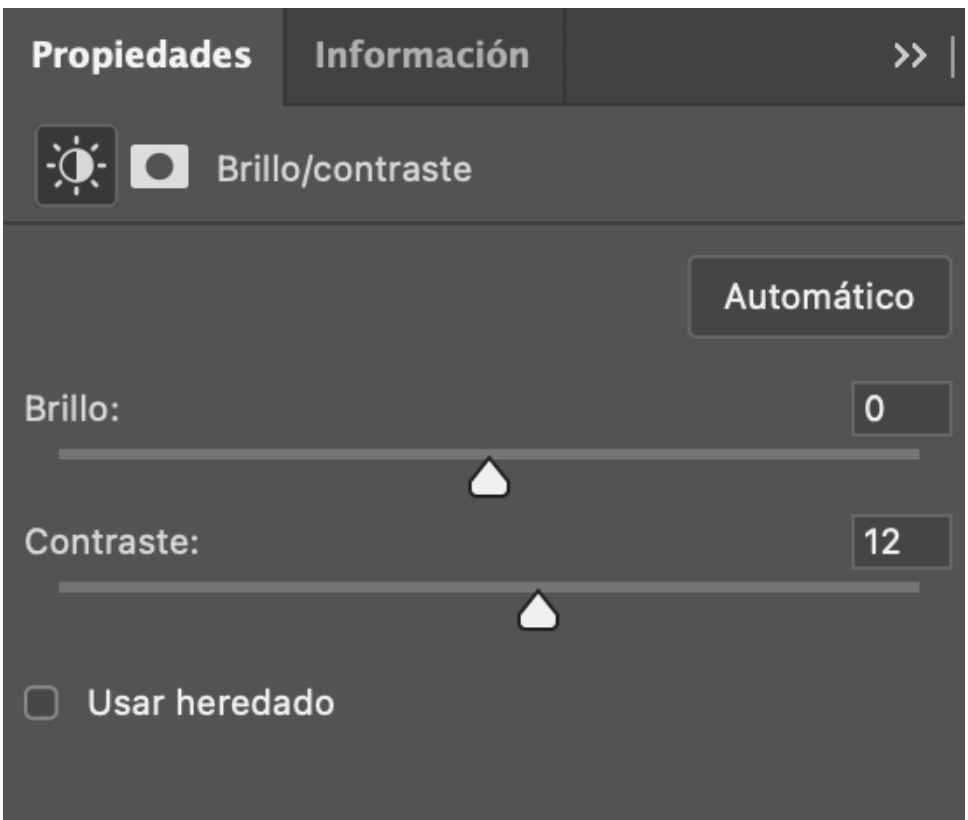 Propiedades Información
Brillo/contraste
Automático
Brillo: 0
Contraste: 12
Usar heredado